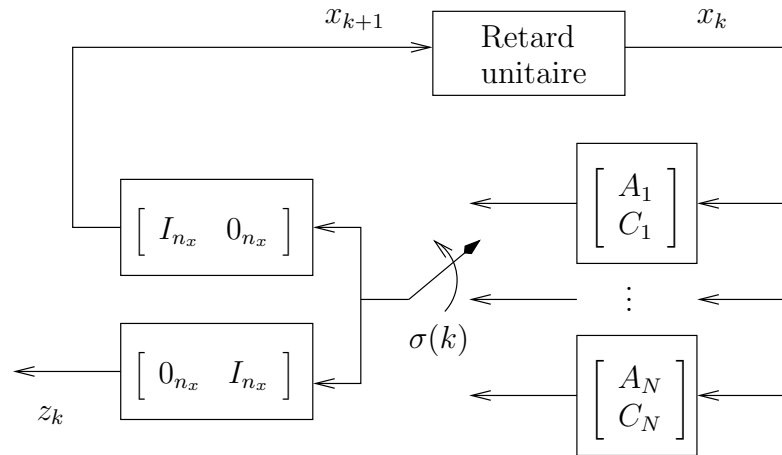 x_{k+1}
Retard
unitaire
x_k
[ I_{n_x} 0_{n_x} ]
[ A_1
C_1 ]
σ(k)
⋮
[ 0_{n_x} I_{n_x} ]
[ A_N
C_N ]
z_k